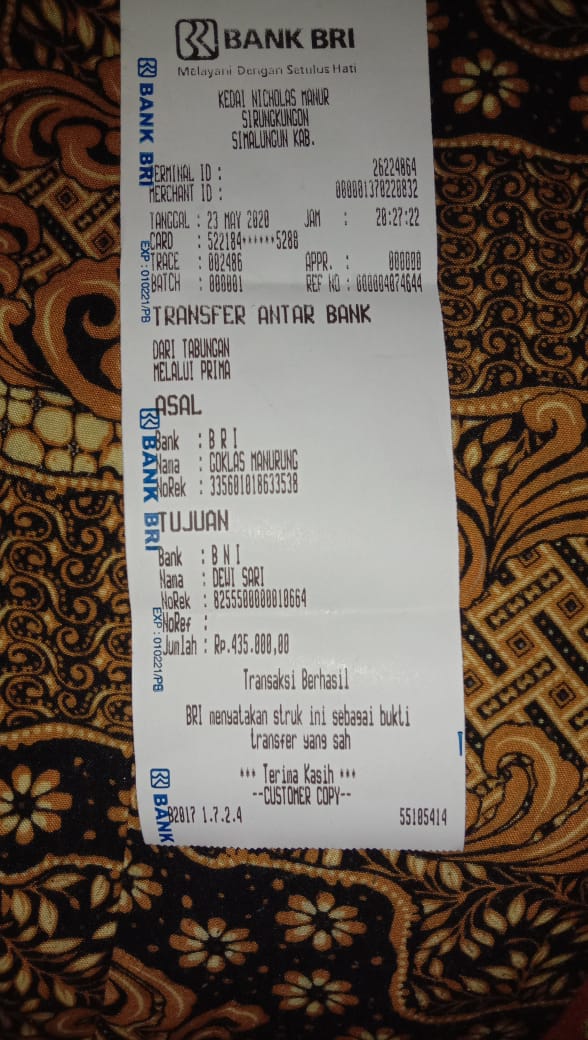 BANK BRI
Melayani Dengan Setulus Hati
KEDAI NICHOLAS MANUR
SIRUNGKUNGON
SIMALUNGUN KAB.
TERMINAL ID : 26224864
MERCHANT ID : 000001370220832
TANGGAL : 23 MAY 2020 JAM : 20:27:22
CARD : 522184******5288
TRACE : 002486 APPR. : 000000
BATCH : 000001 REF NO : 000004874644
TRANSFER ANTAR BANK
DARI TABUNGAN
MELALUI PRIMA
ASAL
Bank : B R I
Nama : GOKLAS MANURUNG
NoRek : 335601018633538
TUJUAN
Bank : B N I
Nama : DEWI SARI
NoRek : 8255500000010664
NoRef :
Jumlah : Rp.435.000,00
Transaksi Berhasil
BRI menyatakan struk ini sebagai bukti
transfer yang sah
*** Terima Kasih ***
--CUSTOMER COPY--
B2017 1.7.2.4 55105414
BANK BRI
EXP : 010221/PB
BANK BRI
EXP : 010221/PB
BANK